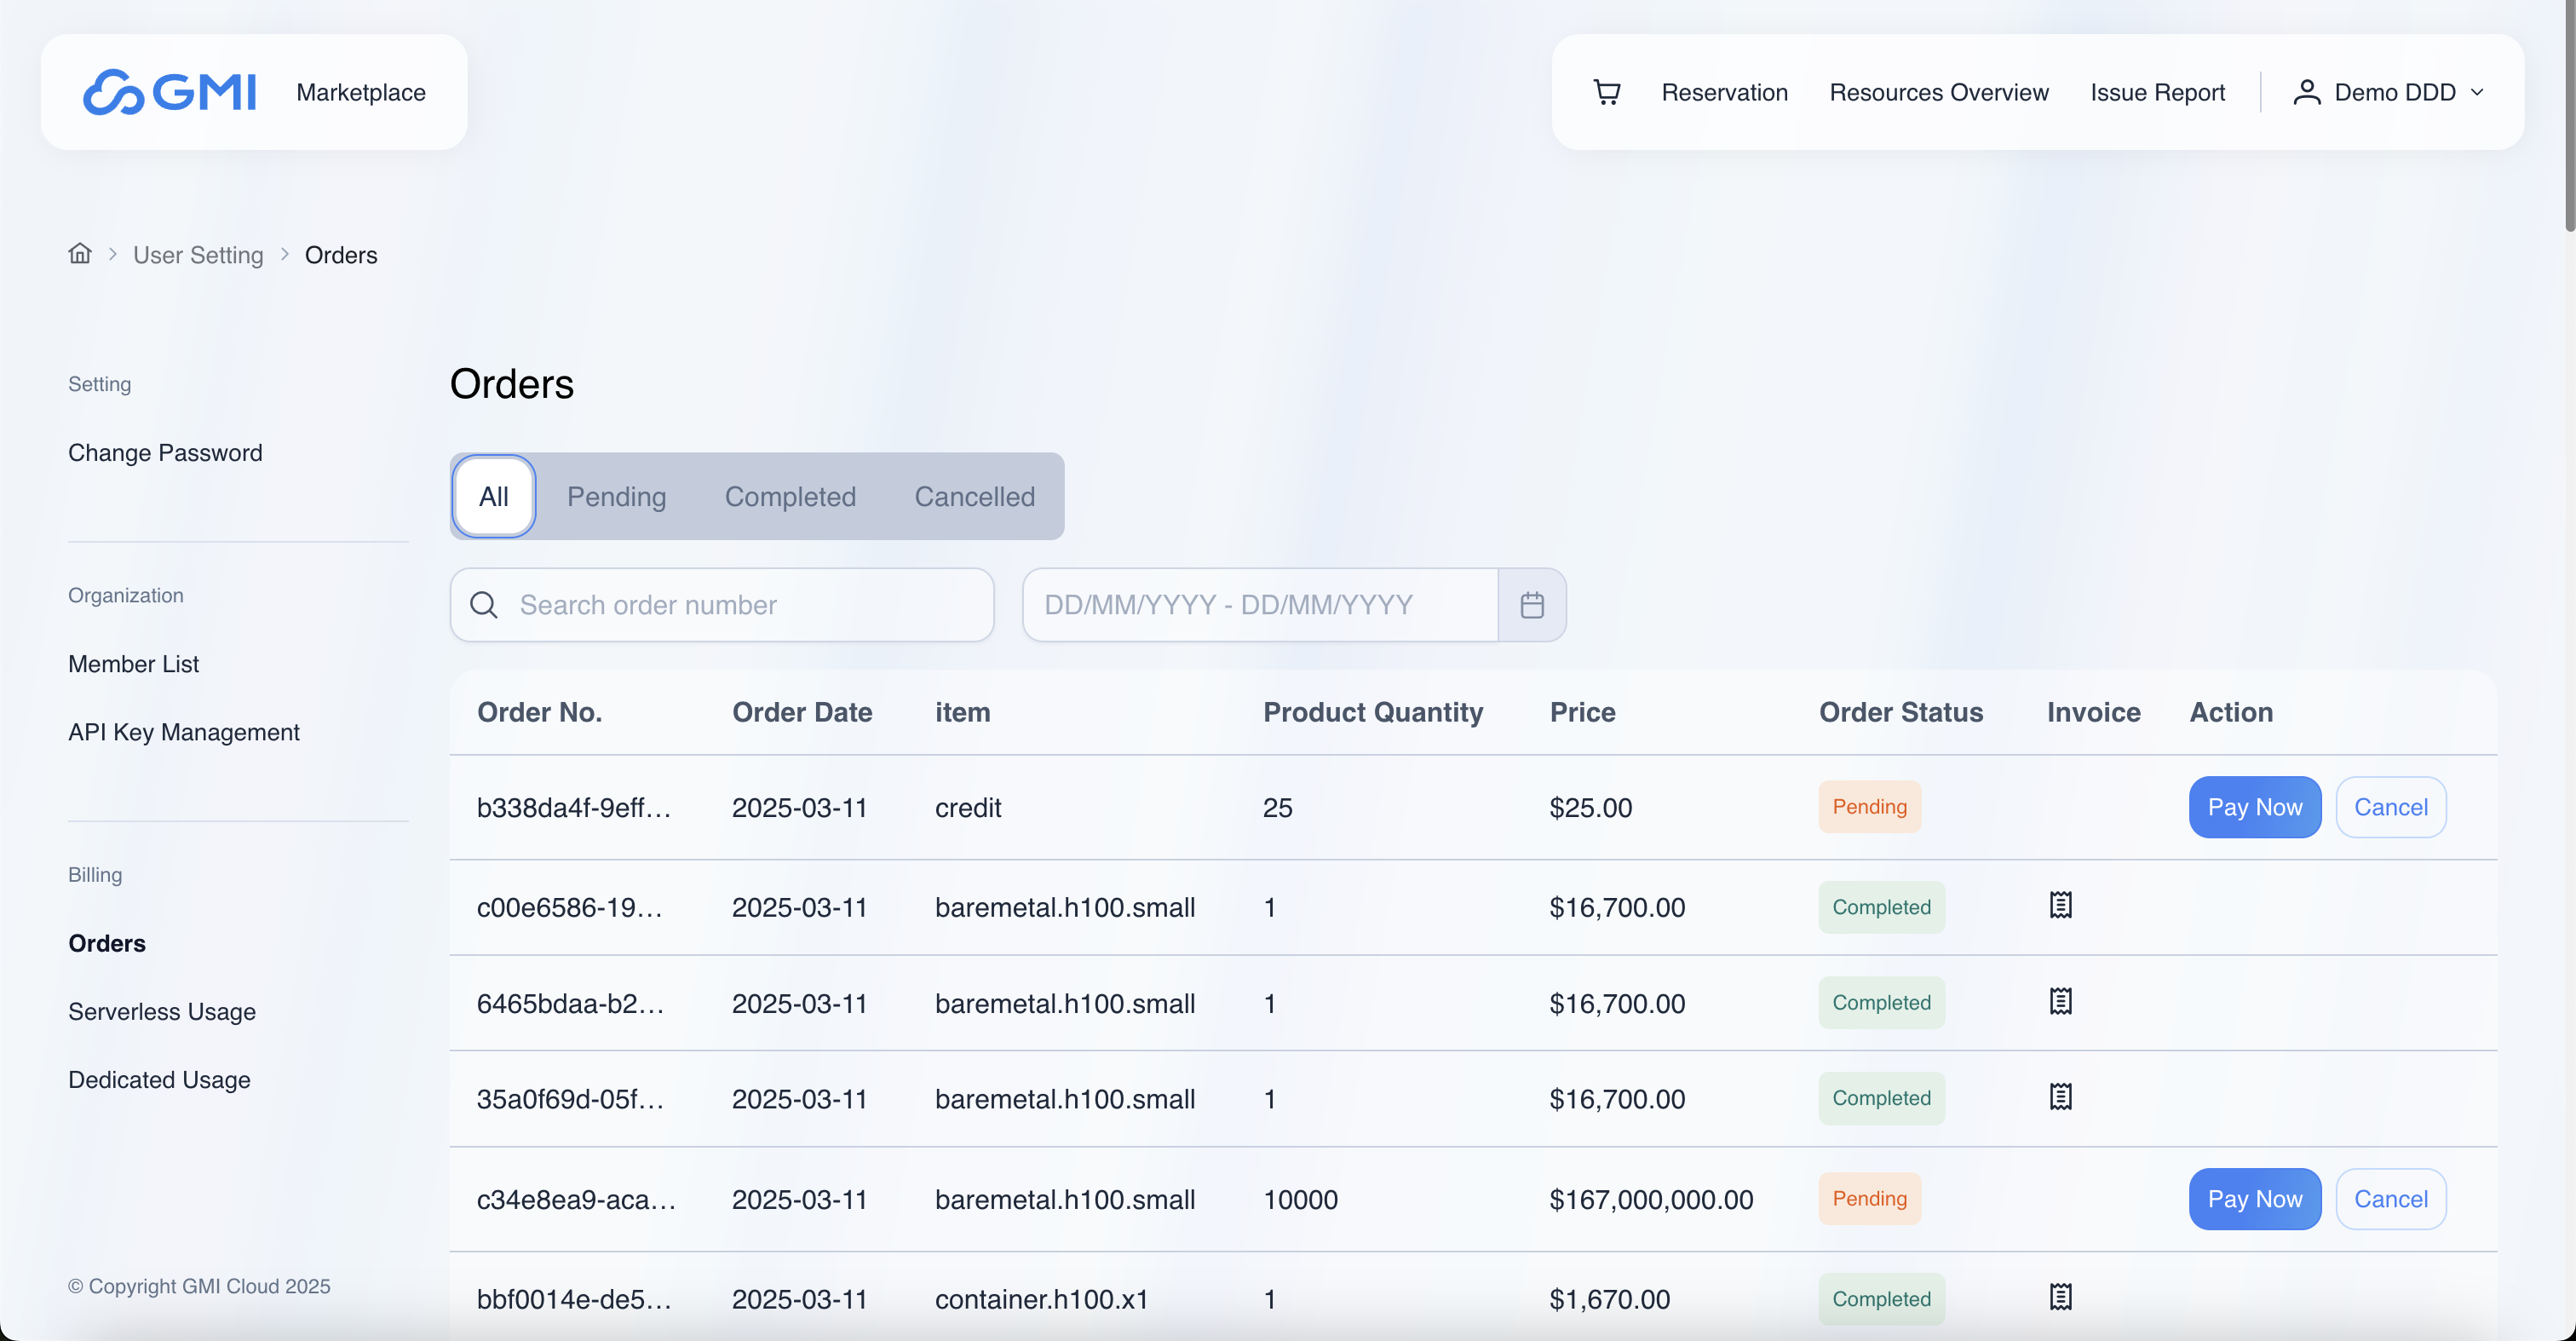 GMI Marketplace Reservation Resources Overview Issue Report Demo DDD
User Setting Orders
Setting
Change Password
Organization
Member List
API Key Management
Billing
Orders
Serverless Usage
Dedicated Usage
© Copyright GMI Cloud 2025
Orders
All Pending Completed Cancelled
Search order number DD/MM/YYYY - DD/MM/YYYY
Order No. Order Date item Product Quantity Price Order Status Invoice Action
b338da4f-9eff... 2025-03-11 credit 25 $25.00 Pending Pay Now Cancel
c00e6586-19... 2025-03-11 baremetal.h100.small 1 $16,700.00 Completed
6465bdaa-b2... 2025-03-11 baremetal.h100.small 1 $16,700.00 Completed
35a0f69d-05f... 2025-03-11 baremetal.h100.small 1 $16,700.00 Completed
c34e8ea9-aca... 2025-03-11 baremetal.h100.small 10000 $167,000,000.00 Pending Pay Now Cancel
bbf0014e-de5... 2025-03-11 container.h100.x1 1 $1,670.00 Completed